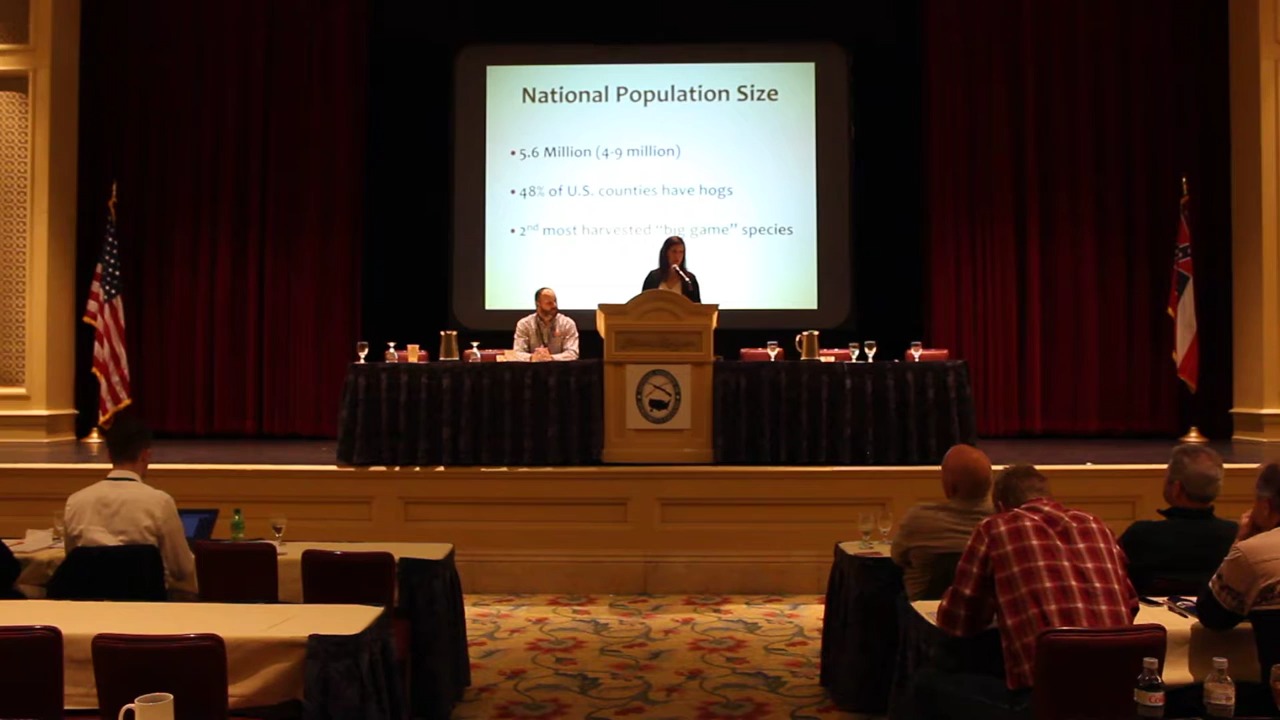 National Population Size
• 5.6 Million (4-9 million)
• 48% of U.S. counties have hogs
• 2nd most harvested "big game" species